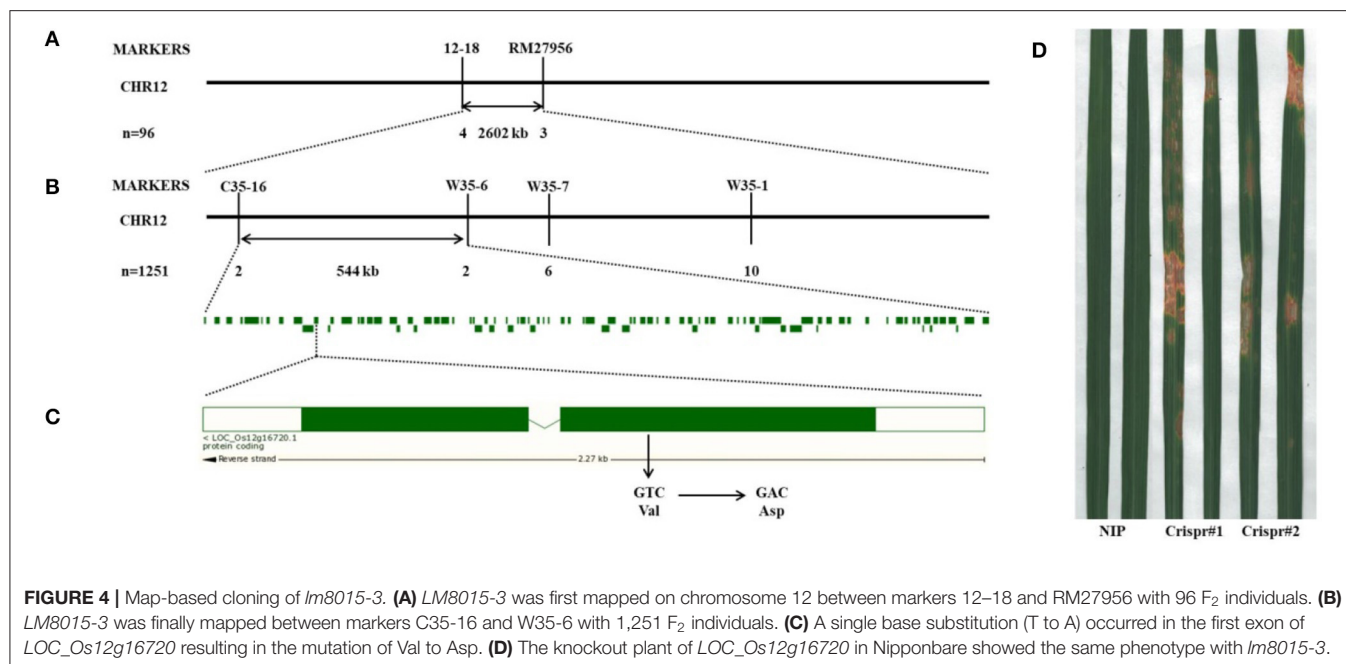 A
MARKERS 12-18 RM27956
CHR12
n=96 4 2602 kb 3
B
MARKERS C35-16 W35-6 W35-7 W35-1
CHR12
n=1251 2 544 kb 2 6 10
C
< LOC_Os12g16720.1
protein coding
Reverse strand 2.27 kb
GTC GAC
Val Asp
D
NIP Crispr#1 Crispr#2
FIGURE 4 | Map-based cloning of lm8015-3. (A) LM8015-3 was first mapped on chromosome 12 between markers 12–18 and RM27956 with 96 F2 individuals. (B)
LM8015-3 was finally mapped between markers C35-16 and W35-6 with 1,251 F2 individuals. (C) A single base substitution (T to A) occurred in the first exon of
LOC_Os12g16720 resulting in the mutation of Val to Asp. (D) The knockout plant of LOC_Os12g16720 in Nipponbare showed the same phenotype with lm8015-3.